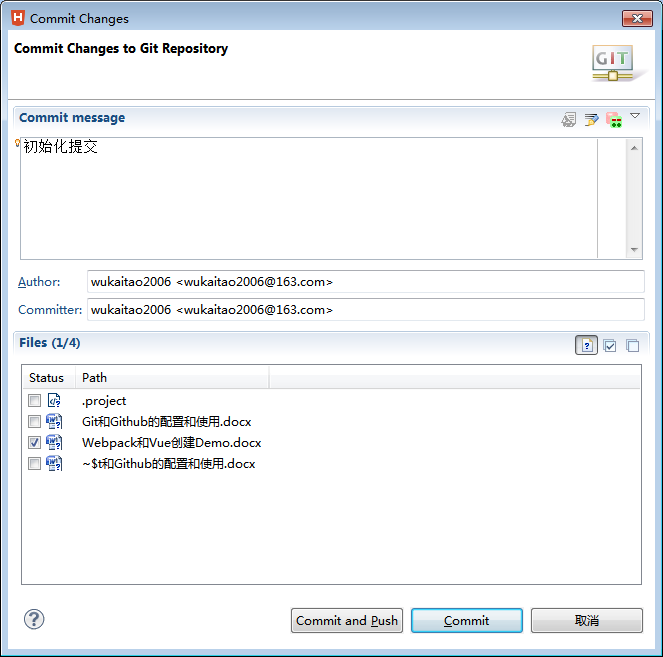 Commit Changes
Commit Changes to Git Repository
GIT
Commit message
初始化提交
Author: wukaitao2006 <wukaitao2006@163.com>
Committer: wukaitao2006 <wukaitao2006@163.com>
Files (1/4)
Status Path
.project
Git和Github的配置和使用.docx
Webpack和Vue创建Demo.docx
~$t和Github的配置和使用.docx
Commit and Push Commit 取消